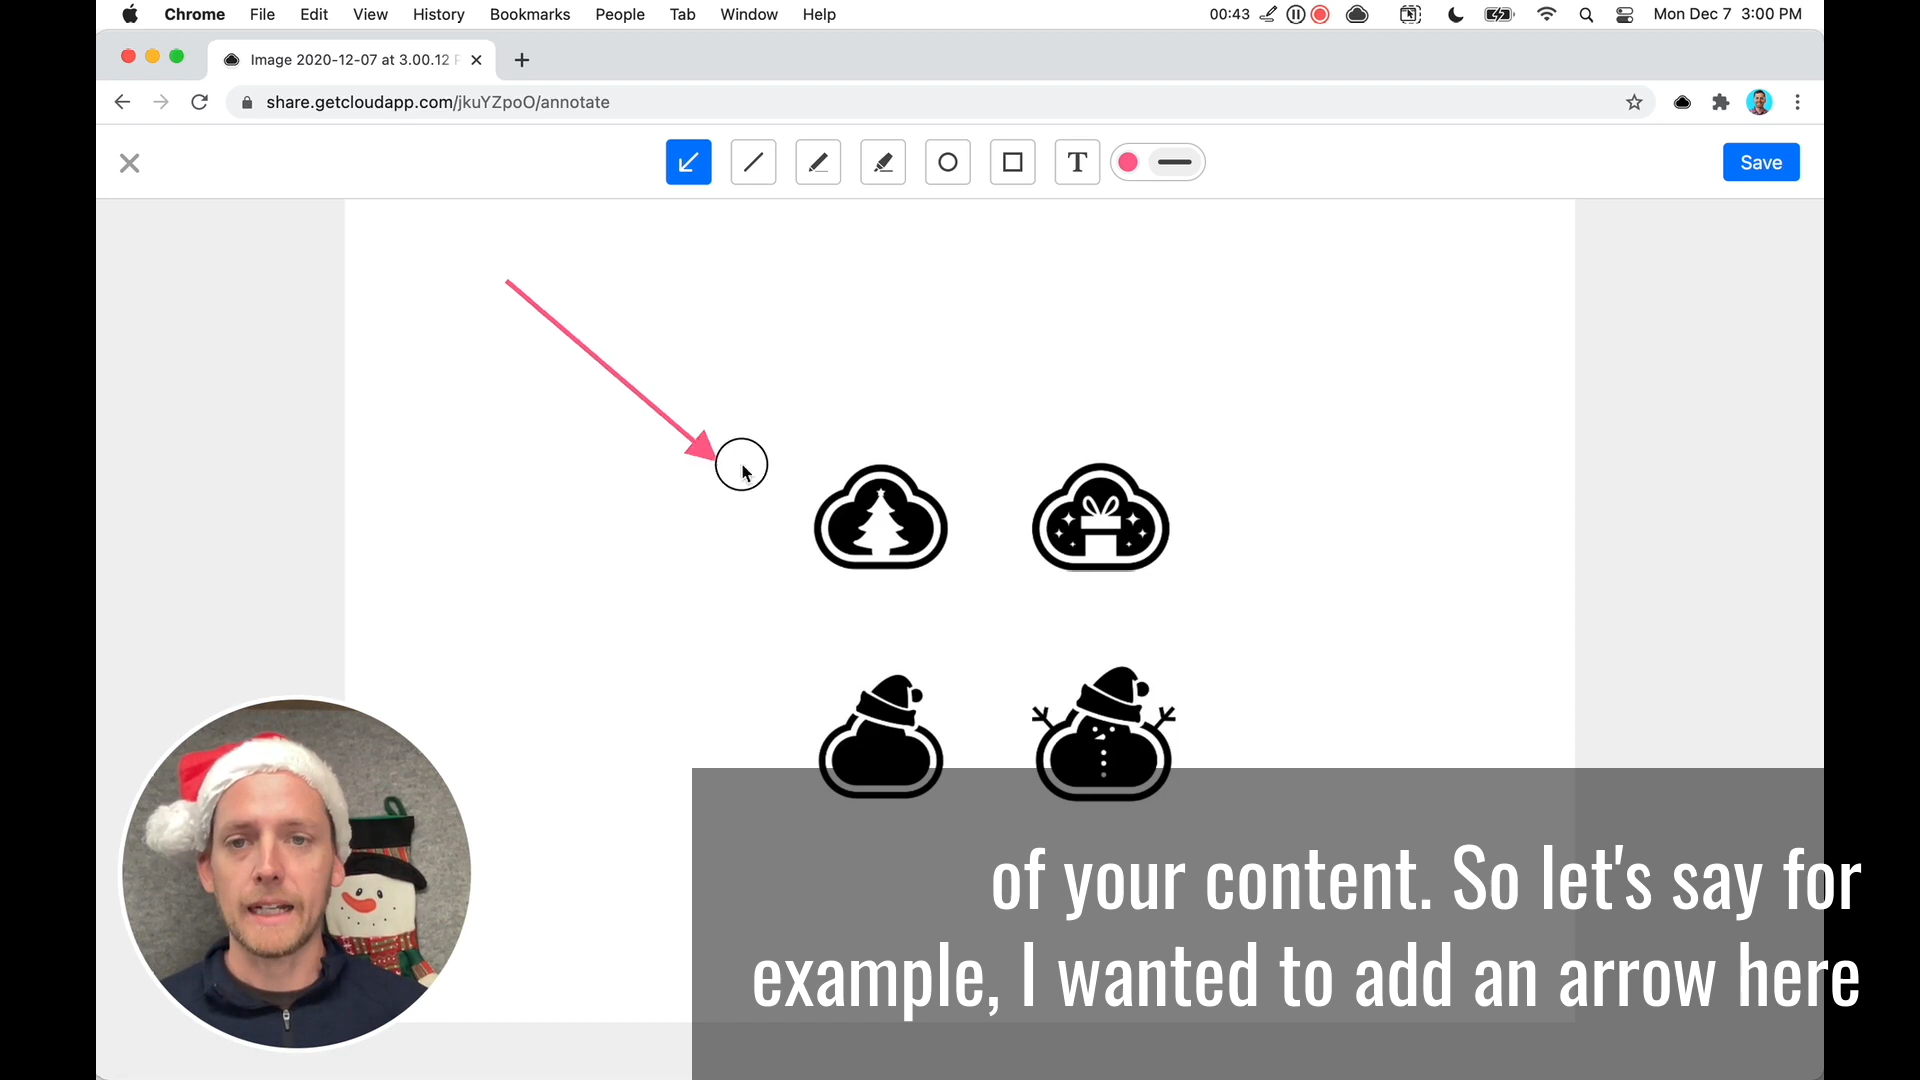 Chrome File Edit View History Bookmarks People Tab Window Help 00:43 Mon Dec 7 3:00 PM
Image 2020-12-07 at 3.00.12
share.getcloudapp.com/jkuYZpoO/annotate
T
Save
of your content. So let's say for
example, I wanted to add an arrow here